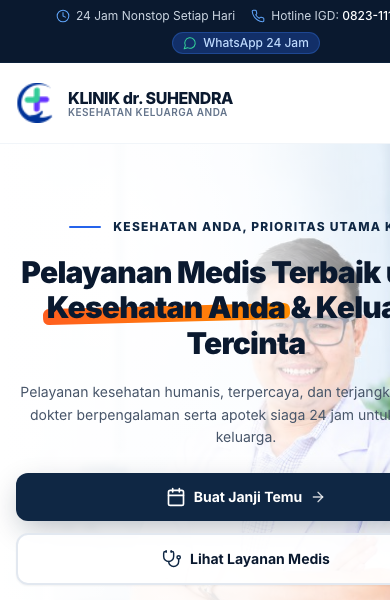 24 Jam Nonstop Setiap Hari Hotline IGD: 0823-11
WhatsApp 24 Jam
KLINIK dr. SUHENDRA
KESEHATAN KELUARGA ANDA
KESEHATAN ANDA, PRIORITAS UTAMA K
Pelayanan Medis Terbaik u
Kesehatan Anda & Kelua
Tercinta
Pelayanan kesehatan humanis, terpercaya, dan terjangk
dokter berpengalaman serta apotek siaga 24 jam untu
keluarga.
Buat Janji Temu
Lihat Layanan Medis